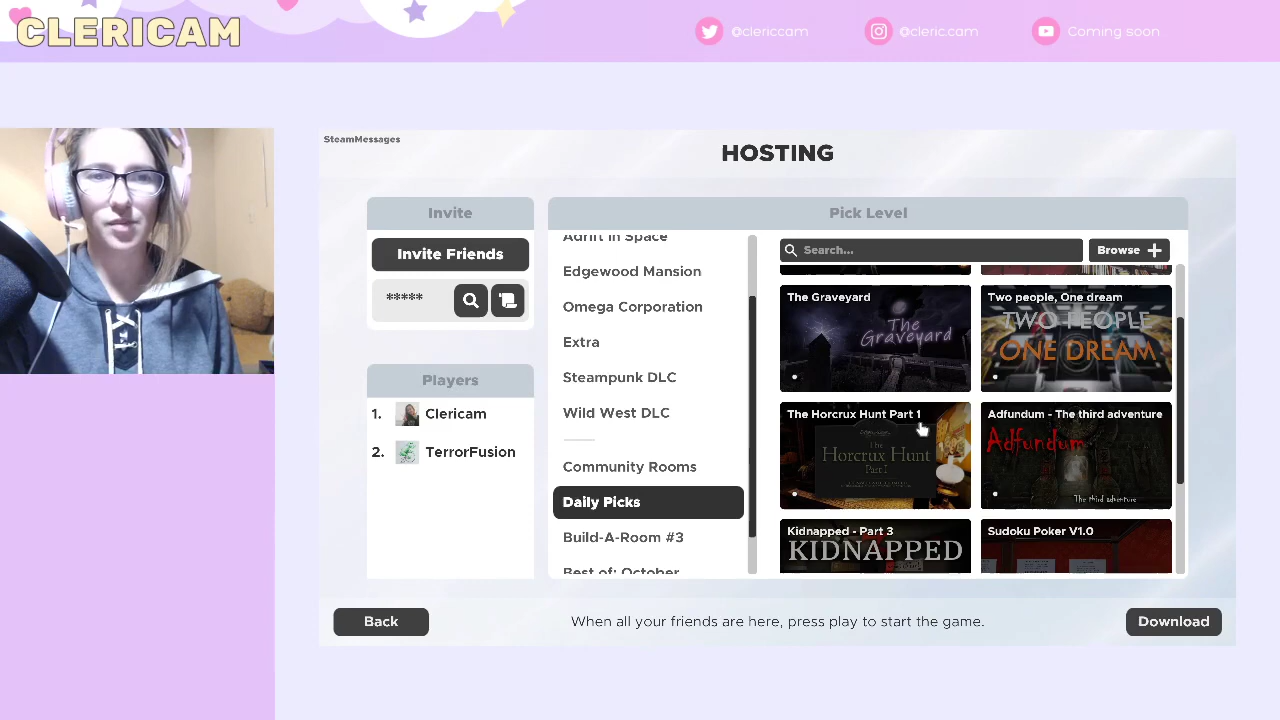 CLERICAM
@clericcam
@cleric.cam
Coming soon
SteamMessages
HOSTING
Invite
Invite Friends
*****
Players
1. Clericam
2. TerrorFusion
Pick Level
Adrift in Space
Edgewood Mansion
Omega Corporation
Extra
Steampunk DLC
Wild West DLC
Community Rooms
Daily Picks
Build-A-Room #3
Best of: October
Search...
Browse +
The Graveyard
The
Graveyard
Two people, One dream
TWO PEOPLE
ONE DREAM
The Horcrux Hunt Part 1
The
Horcrux Hunt
Part I
Adfundum - The third adventure
Adfundum
The third adventure
Kidnapped - Part 3
KIDNAPPED
Sudoku Poker V1.0
Back
When all your friends are here, press play to start the game.
Download